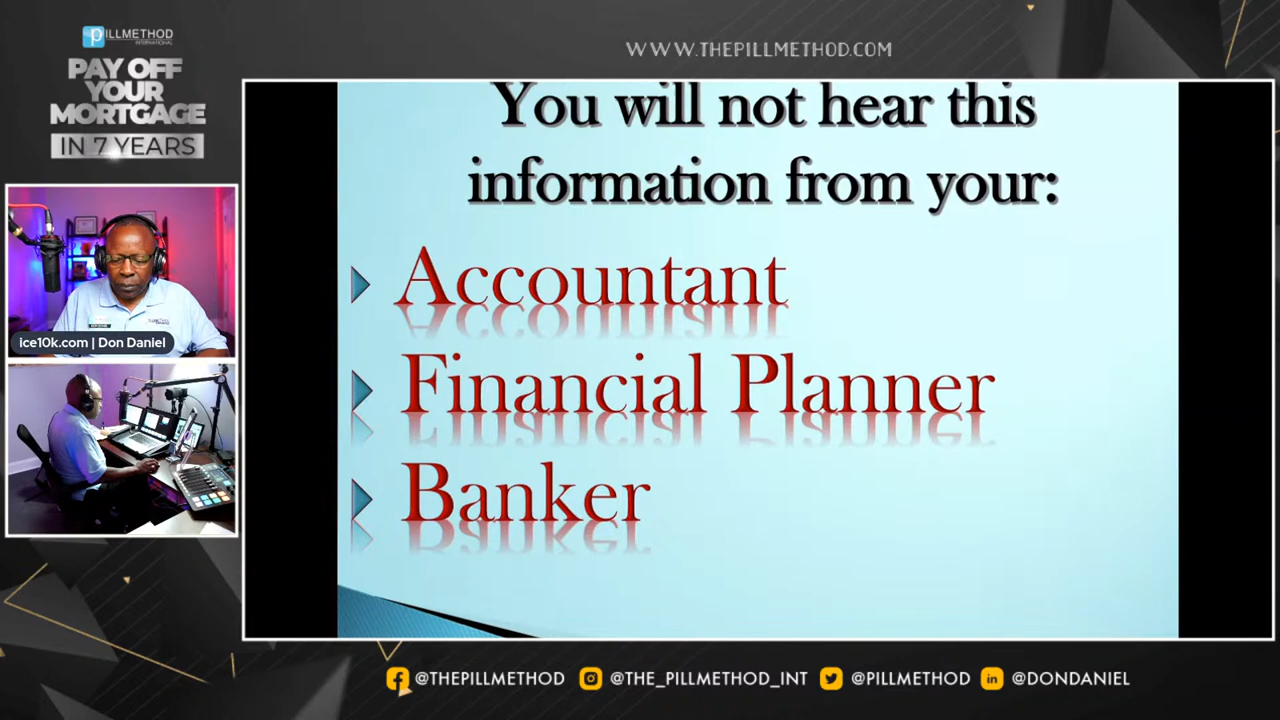 PILLMETHOD
INTERNATIONAL
PAY OFF
YOUR
MORTGAGE
IN 7 YEARS
WWW.THEPILLMETHOD.COM
You will not hear this
information from your:
Accountant
Financial Planner
Banker
ice10k.com | Don Daniel
@THEPILLMETHOD
@THE_PILLMETHOD_INT
@PILLMETHOD
@DONDANIEL